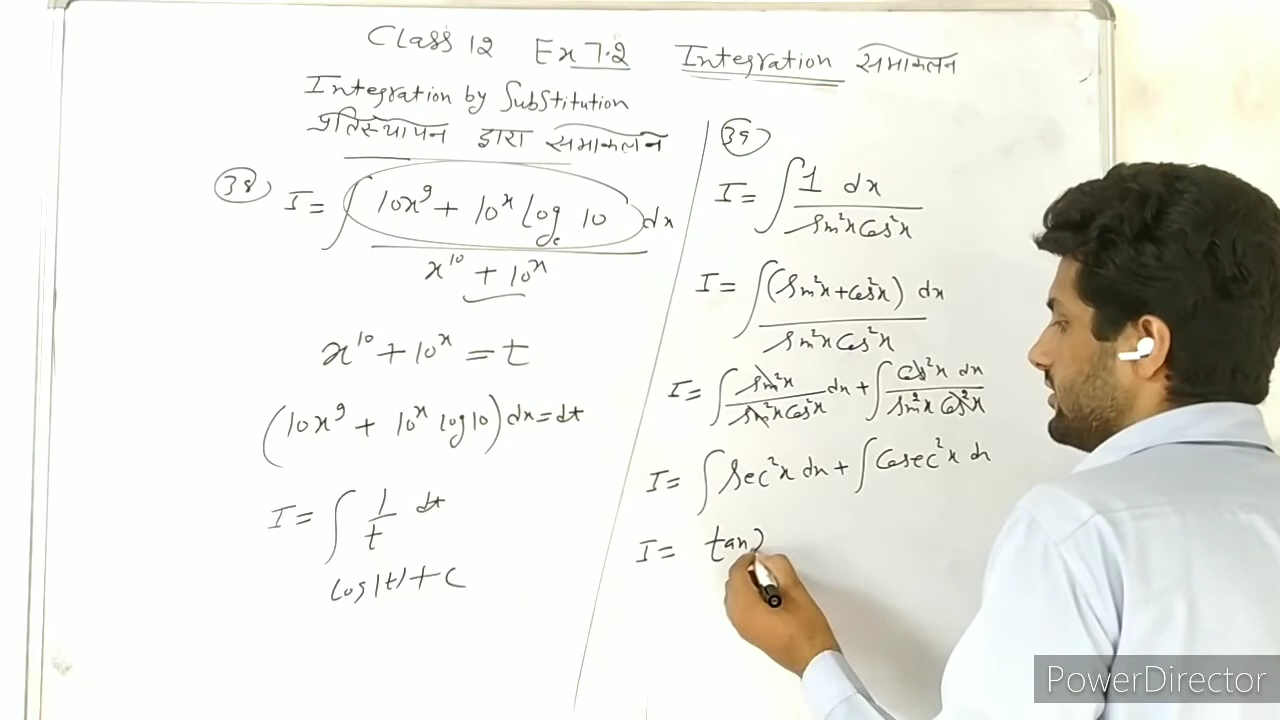 Class 12 Ex 7.2 Integration समाकलन
Integration by Substitution
प्रतिस्थापन द्वारा समाकलन
38 I = ∫ (10x⁹ + 10ˣ logₑ 10) dx
x¹⁰ + 10ˣ
x¹⁰ + 10ˣ = t
(10x⁹ + 10ˣ log 10) dx = dt
I = ∫ 1/t dt
log |t| + C
39
I = ∫ 1 dx
sin²x cos²x
I = ∫ (sin²x + cos²x) dx
sin²x cos²x
I = ∫ sin²x/sin²x cos²x dx + ∫ cos²x dx/sin²x cos²x
I = ∫ sec²x dx + ∫ cosec²x dx
I = tan
PowerDirector